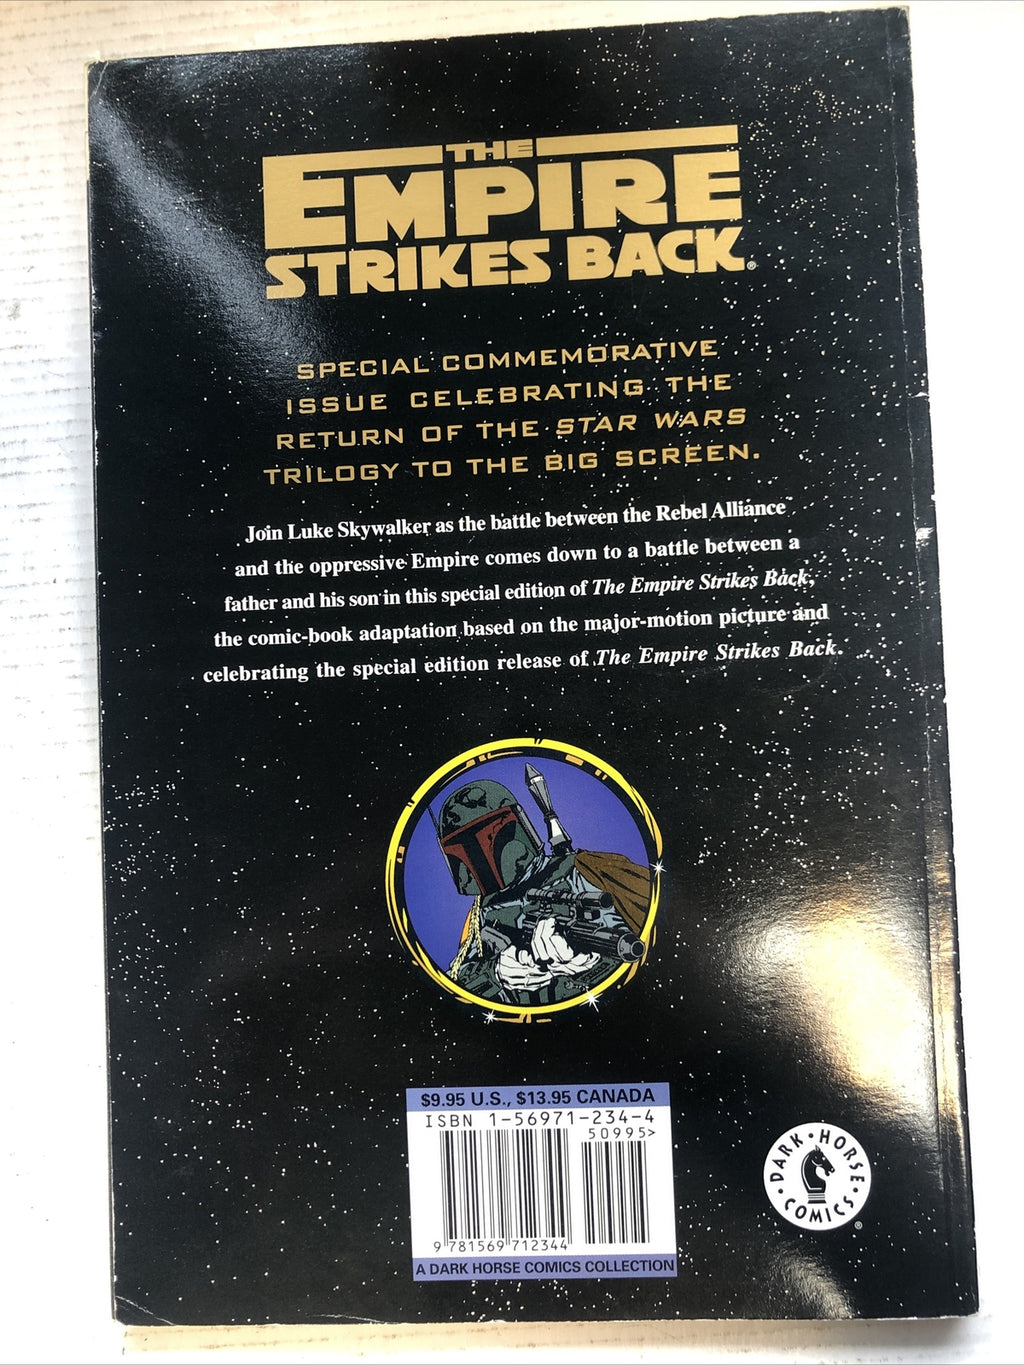 THE
EMPIRE
STRIKES BACK®
SPECIAL COMMEMORATIVE
ISSUE CELEBRATING THE
RETURN OF THE STAR WARS
TRILOGY TO THE BIG SCREEN.
Join Luke Skywalker as the battle between the Rebel Alliance
and the oppressive Empire comes down to a battle between a
father and his son in this special edition of The Empire Strikes Back,
the comic-book adaptation based on the major-motion picture and
celebrating the special edition release of The Empire Strikes Back.
$9.95 U.S., $13.95 CANADA
ISBN 1-56971-234-4
50995>
9 781569 712344
A DARK HORSE COMICS COLLECTION
DARK • HORSE
• COMICS •
®